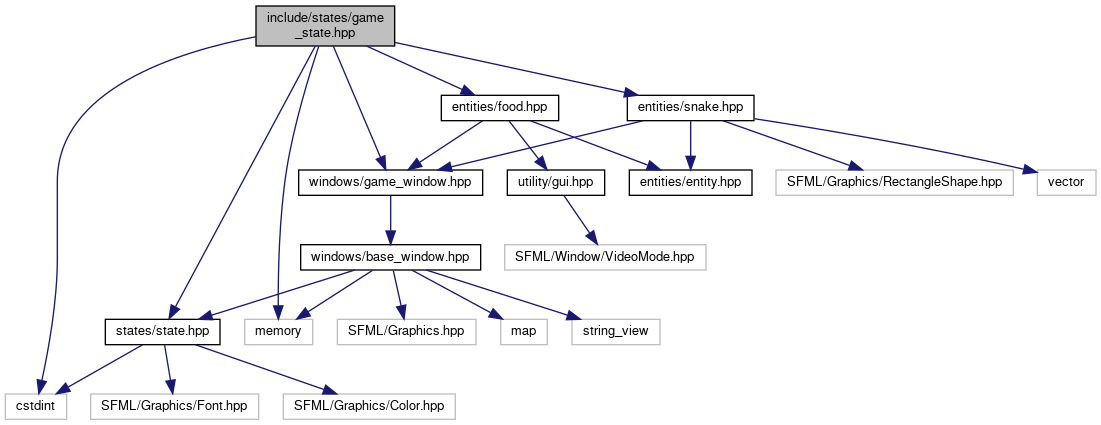 include/states/game
_state.hpp
entities/food.hpp
entities/snake.hpp
windows/game_window.hpp
utility/gui.hpp
entities/entity.hpp
SFML/Graphics/RectangleShape.hpp
vector
windows/base_window.hpp
SFML/Window/VideoMode.hpp
states/state.hpp
memory
SFML/Graphics.hpp
map
string_view
cstdint
SFML/Graphics/Font.hpp
SFML/Graphics/Color.hpp